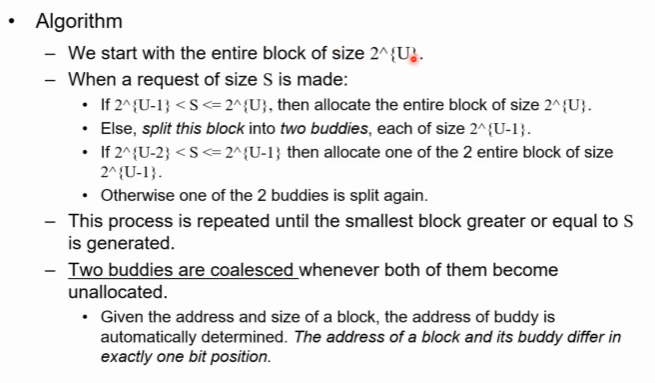 • Algorithm
– We start with the entire block of size 2^{U}.
– When a request of size S is made:
• If 2^{U-1} < S <= 2^{U}, then allocate the entire block of size 2^{U}.
• Else, split this block into two buddies, each of size 2^{U-1}.
• If 2^{U-2} < S <= 2^{U-1} then allocate one of the 2 entire block of size
2^{U-1}.
• Otherwise one of the 2 buddies is split again.
– This process is repeated until the smallest block greater or equal to S
is generated.
– Two buddies are coalesced whenever both of them become
unallocated.
• Given the address and size of a block, the address of buddy is
automatically determined. The address of a block and its buddy differ in
exactly one bit position.